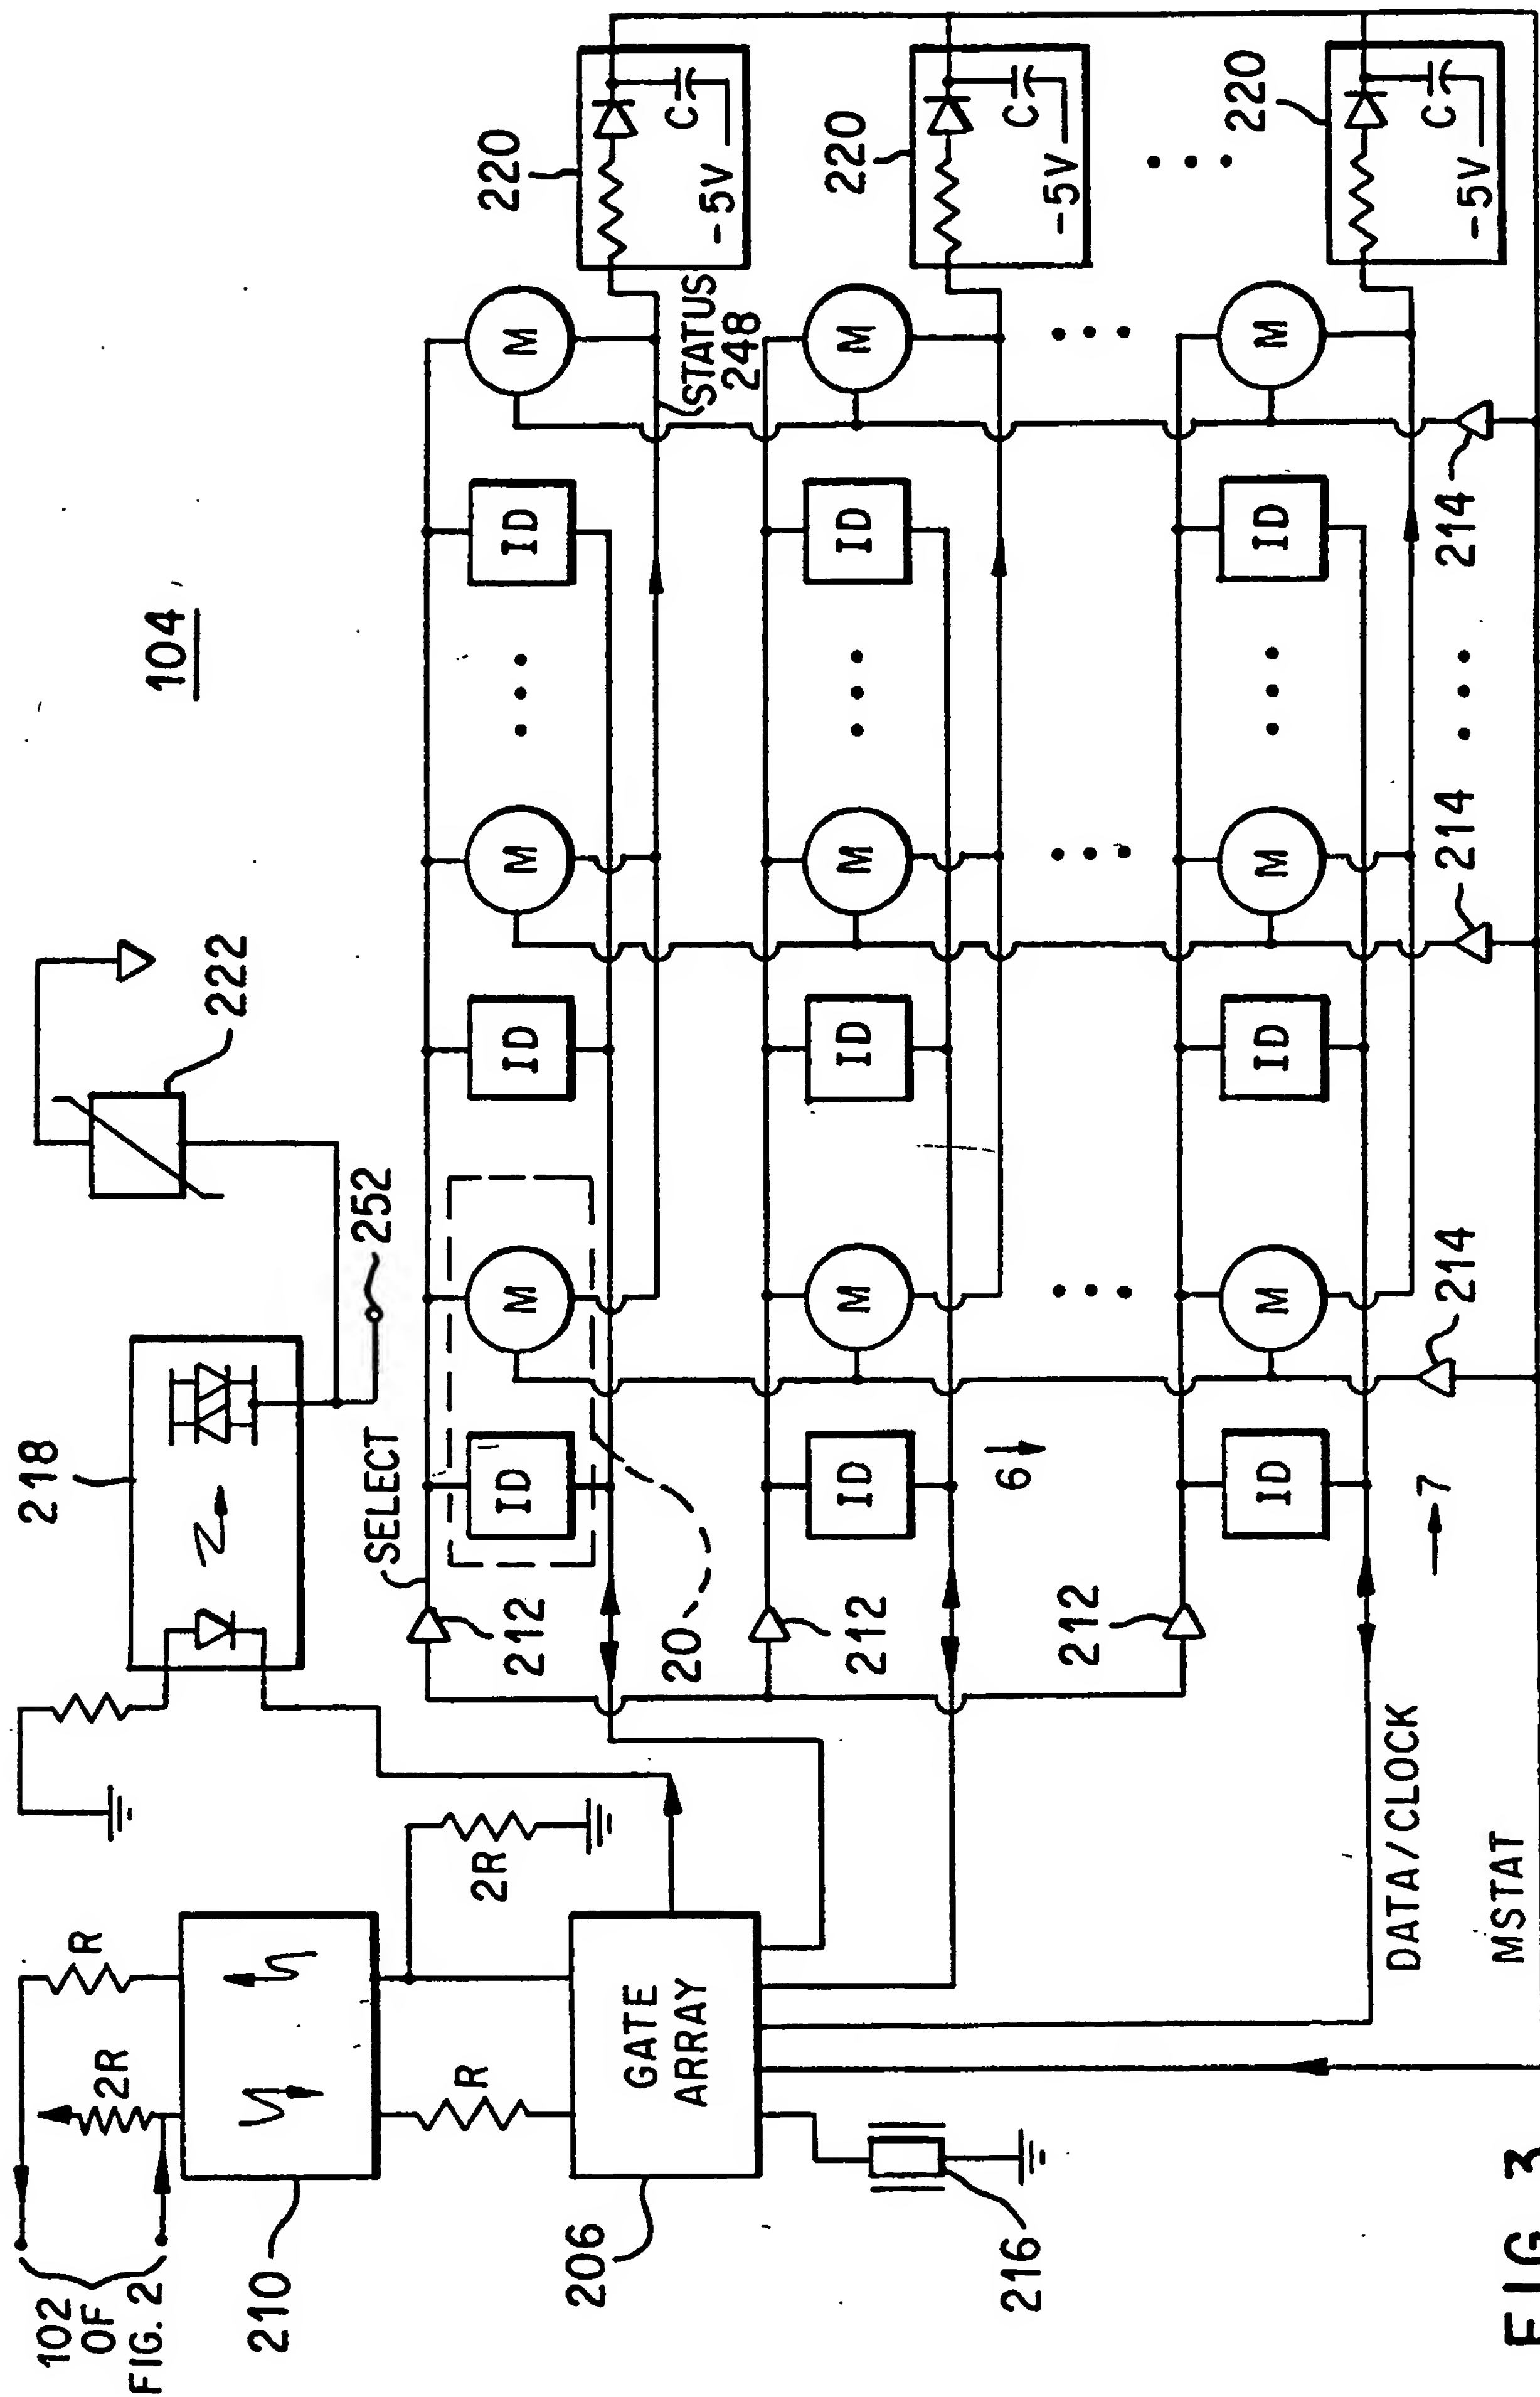 102
OF
FIG. 2
R
2R
210
R
2R
206
GATE
ARRAY
216
218
222
252
104
SELECT
212
20
ID
M
ID
M
ID
M
STATUS
248
220
C
-5V
212
ID
M
ID
M
ID
M
220
C
-5V
6
212
ID
M
ID
M
ID
M
220
C
-5V
7
DATA/CLOCK
214
214
214
MSTAT
FIG. 3